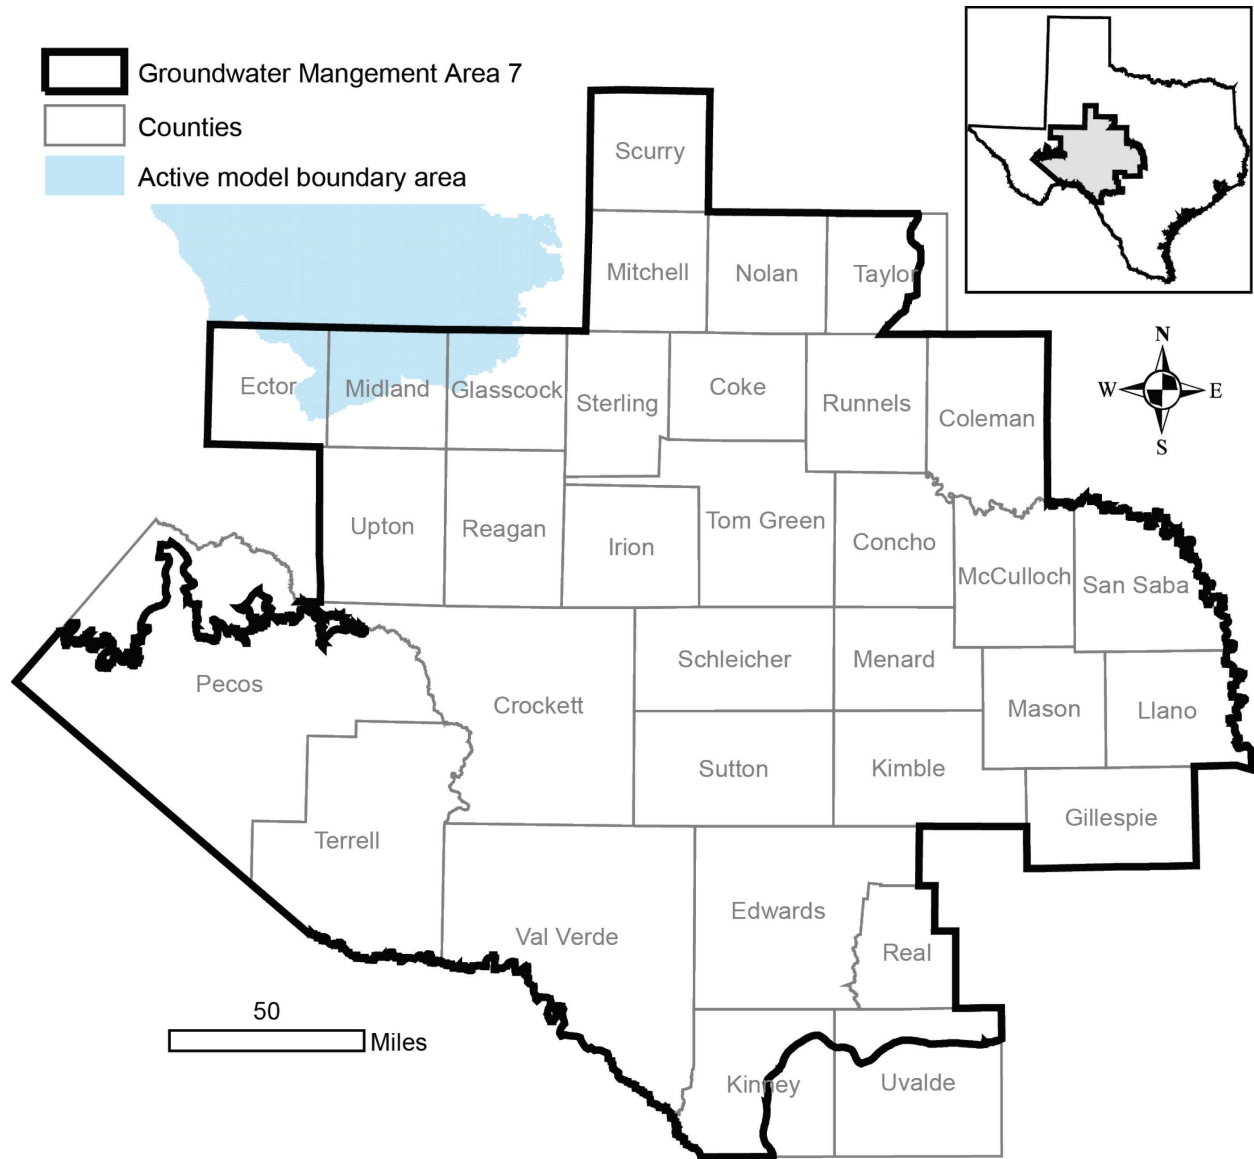 Groundwater Mangement Area 7
Counties
Active model boundary area
Scurry
Mitchell
Nolan
Taylor
N
W
E
S
Ector
Midland
Glasscock
Sterling
Coke
Runnels
Coleman
Upton
Reagan
Irion
Tom Green
Concho
McCulloch
San Saba
Pecos
Crockett
Schleicher
Menard
Mason
Llano
Sutton
Kimble
Gillespie
Terrell
Val Verde
Edwards
Real
50
Miles
Kinney
Uvalde